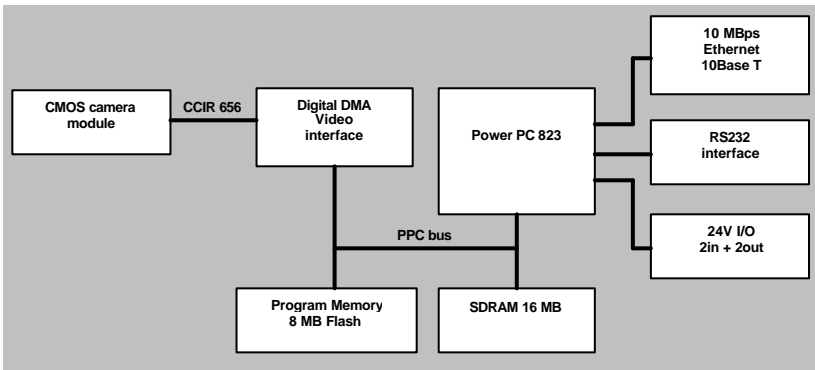 10 MBps
Ethernet
10Base T
CMOS camera
module
CCIR 656
Digital DMA
Video
interface
Power PC 823
RS232
interface
24V I/O
2in + 2out
PPC bus
Program Memory
8 MB Flash
SDRAM 16 MB